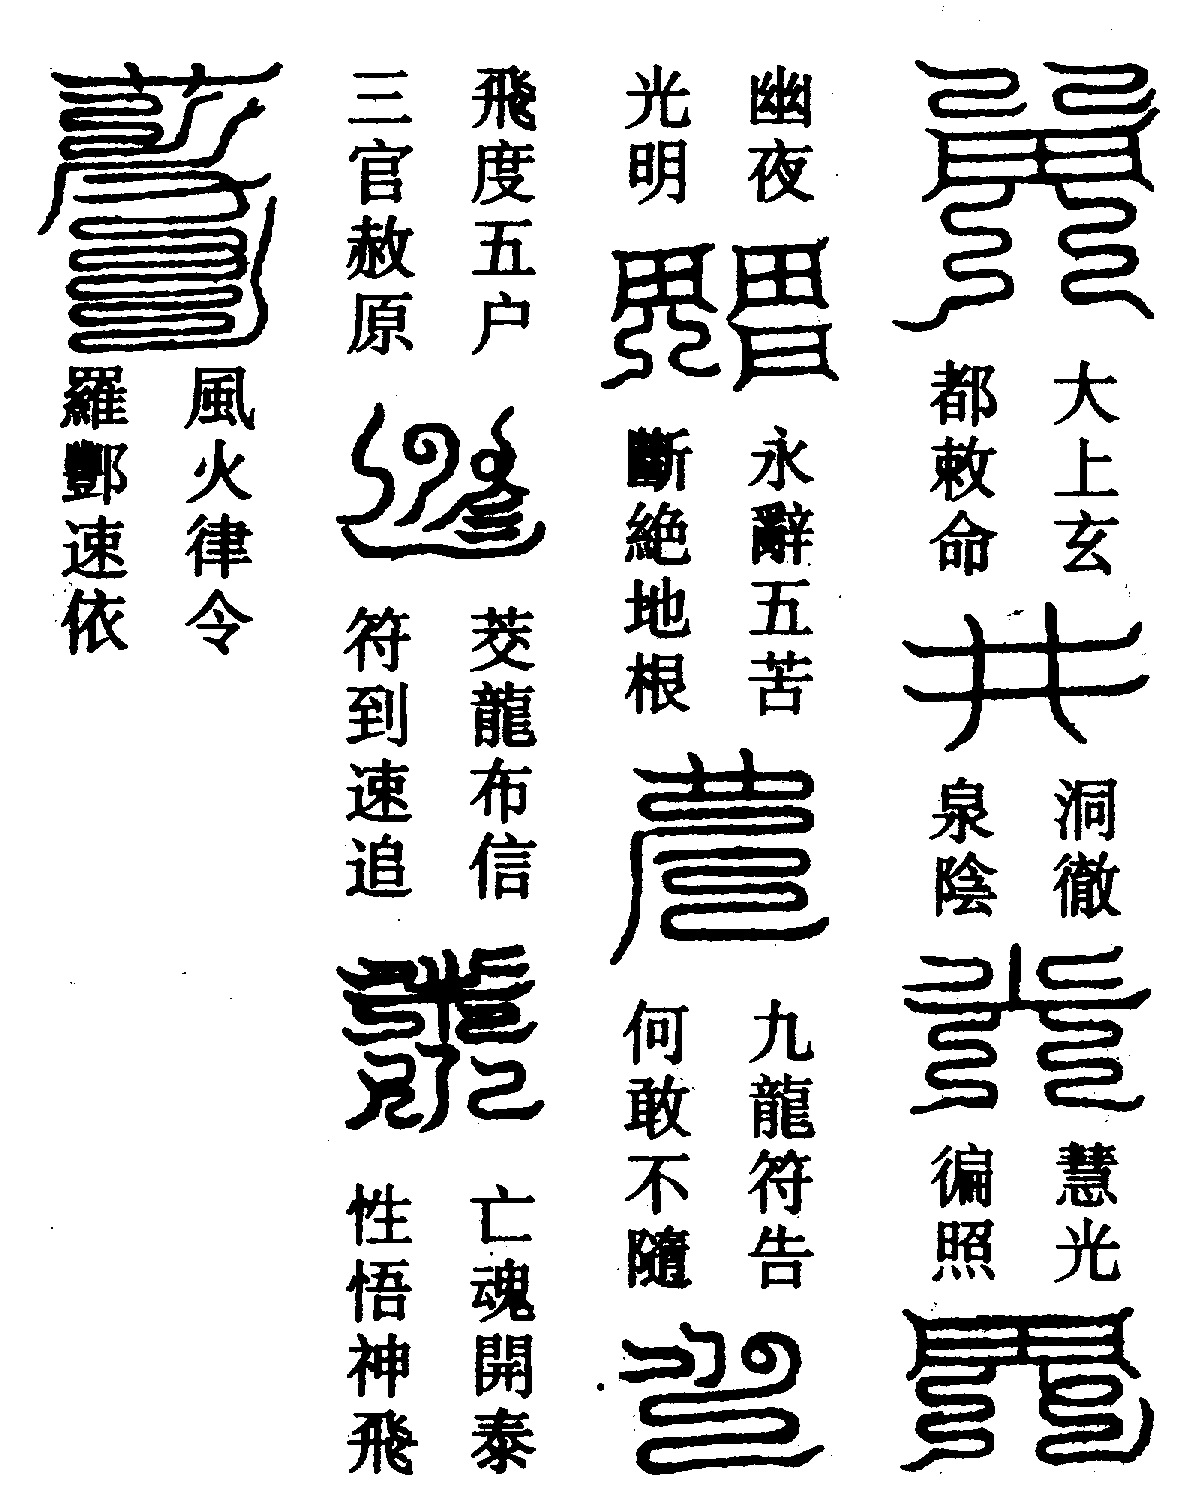 大上玄
都敕命
洞徹
泉陰
慧光
徧照
幽夜
光明
永辭五苦
斷絶地根
九龍符告
何敢不隨
飛度五户
三官赦原
茭龍布信
符到速追
亡魂開泰
性悟神飛
風火律令
羅酆速依